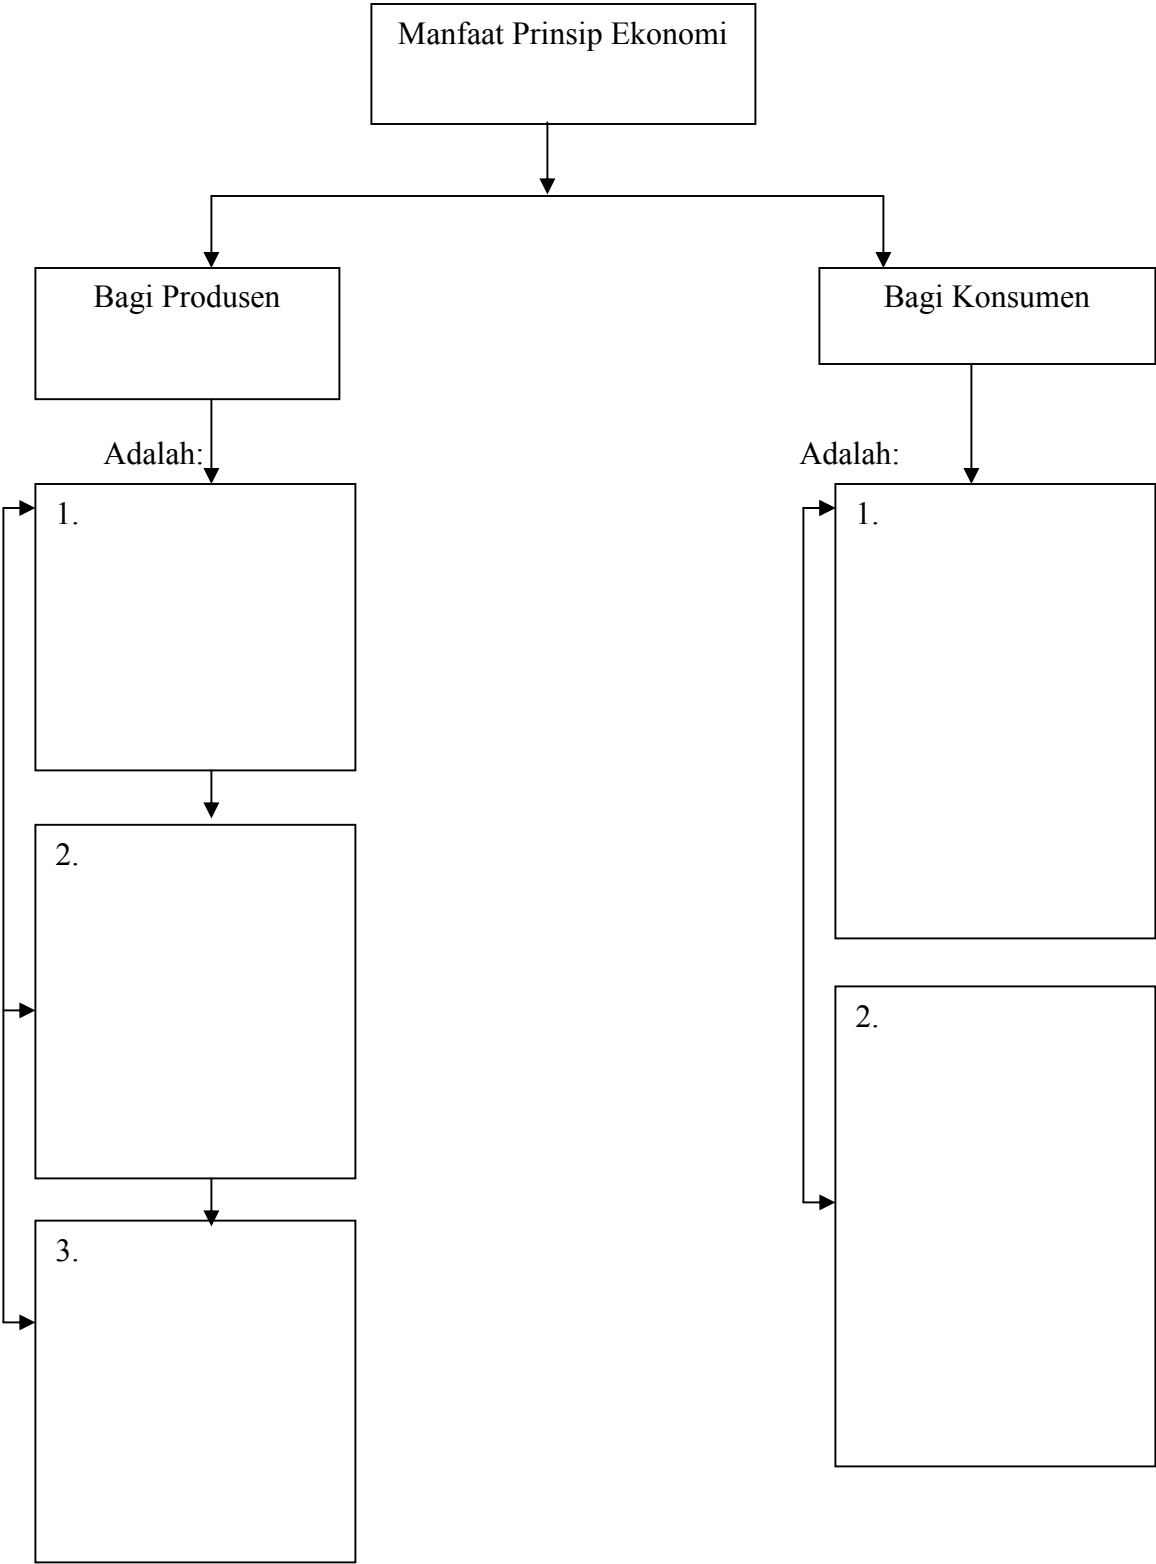 Manfaat Prinsip Ekonomi
Bagi Produsen
Bagi Konsumen
Adalah:
Adalah:
1.
1.
2.
2.
3.